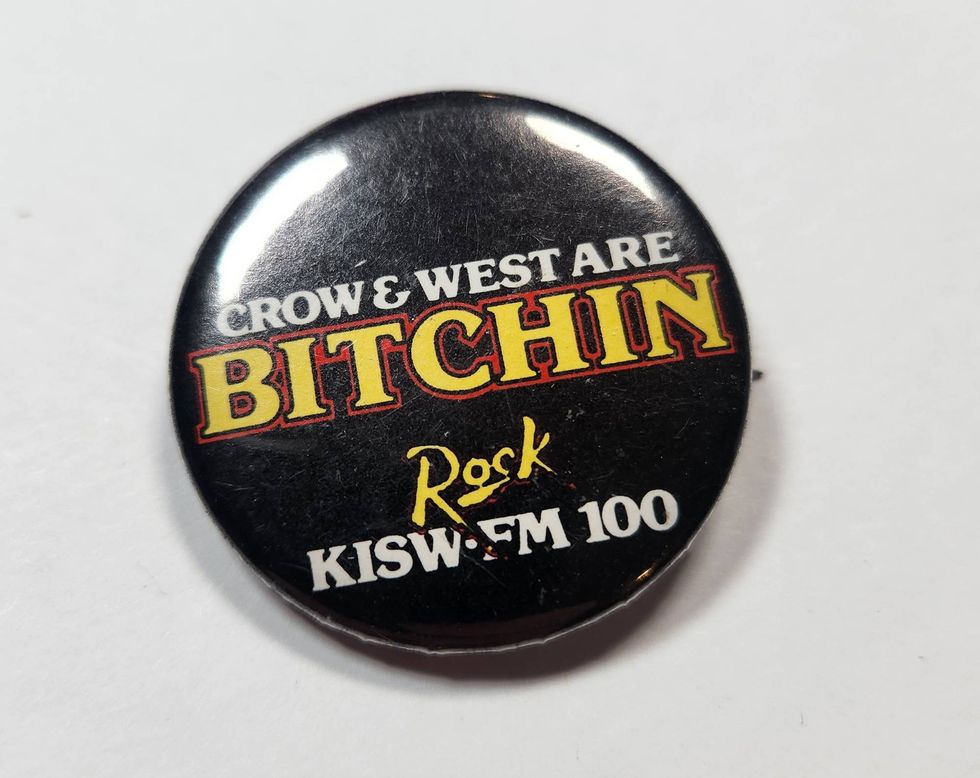 CROW & WEST ARE
BITCHIN
Rock
KISW·FM 100